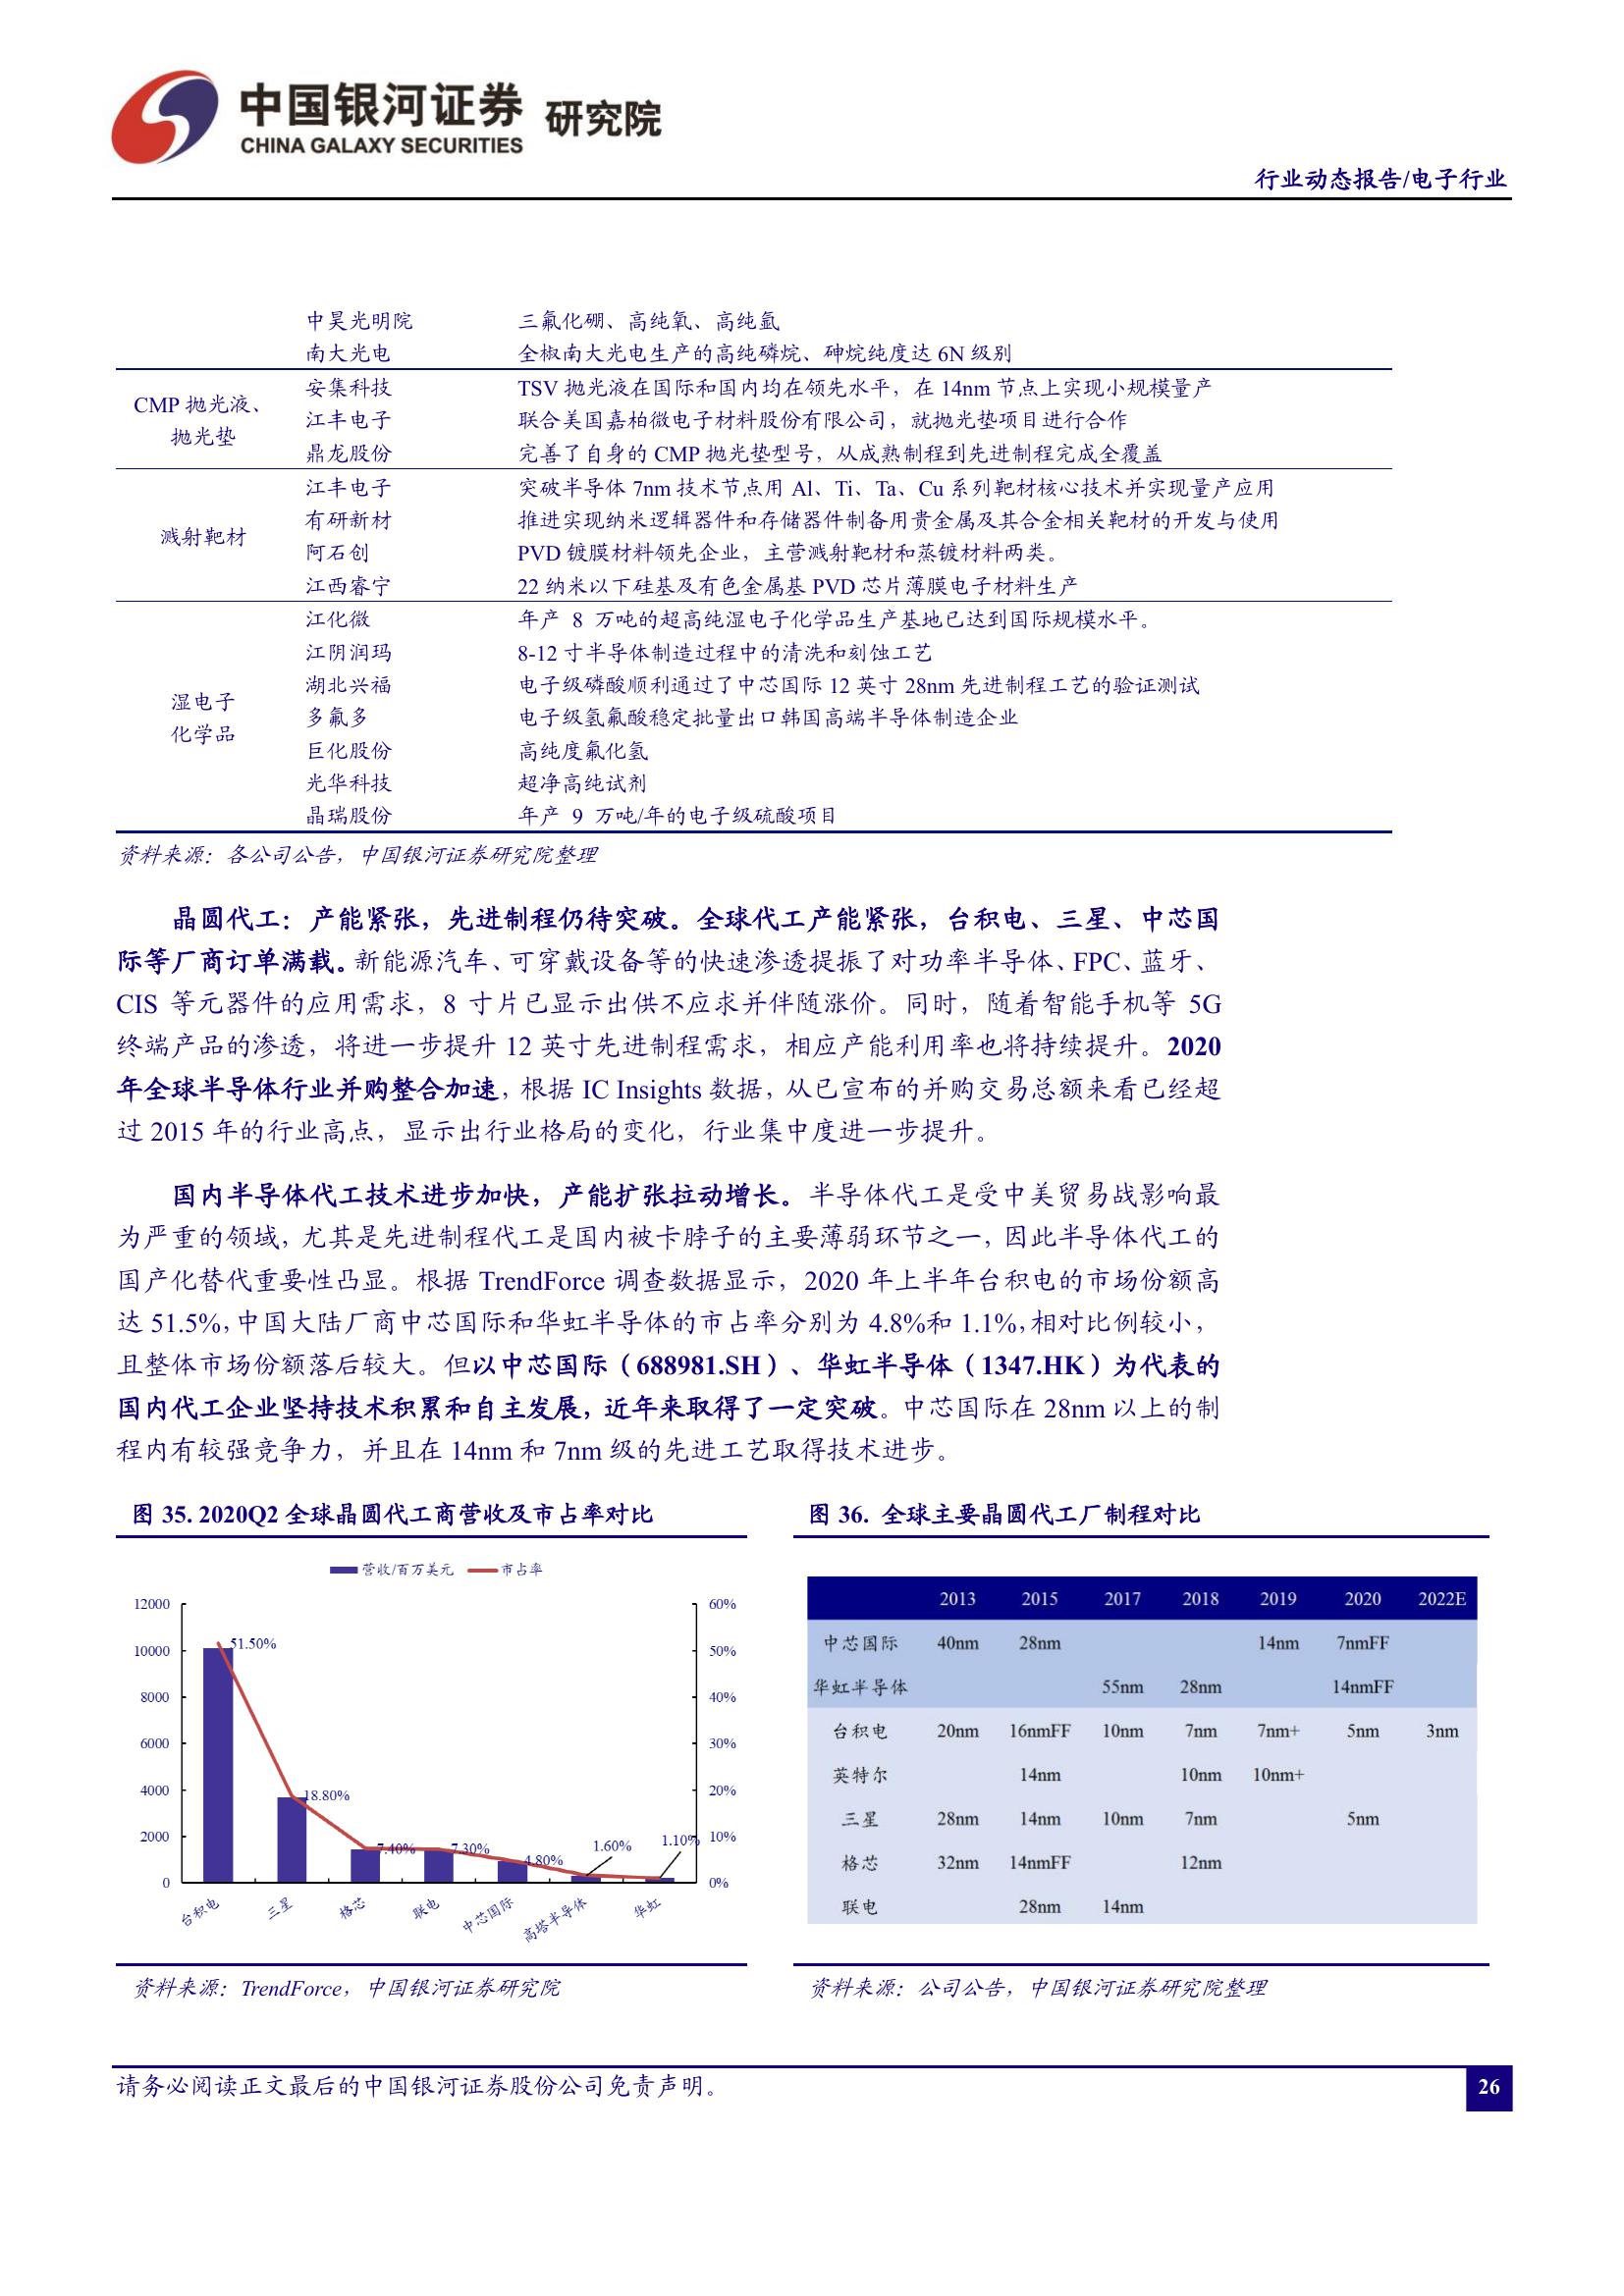 中国银河证券 研究院
CHINA GALAXY SECURITIES
行业动态报告/电子行业
中昊光明院 三氟化硼、高纯氧、高纯氩
南大光电 全椒南大光电生产的高纯磷烷、砷烷纯度达 6N 级别
CMP 抛光液、
抛光垫
安集科技 TSV 抛光液在国际和国内均在领先水平，在 14nm 节点上实现小规模量产
江丰电子 联合美国嘉柏微电子材料股份有限公司，就抛光垫项目进行合作
鼎龙股份 完善了自身的 CMP 抛光垫型号，从成熟制程到先进制程完成全覆盖
溅射靶材
江丰电子 突破半导体 7nm 技术节点用 Al、Ti、Ta、Cu 系列靶材核心技术并实现量产应用
有研新材 推进实现纳米逻辑器件和存储器件制备用贵金属及其合金相关靶材的开发与使用
阿石创 PVD 镀膜材料领先企业，主营溅射靶材和蒸镀材料两类。
江西睿宁 22 纳米以下硅基及有色金属基 PVD 芯片薄膜电子材料生产
湿电子
化学品
江化微 年产 8 万吨的超高纯湿电子化学品生产基地已达到国际规模水平。
江阴润玛 8-12 寸半导体制造过程中的清洗和刻蚀工艺
湖北兴福 电子级磷酸顺利通过了中芯国际 12 英寸 28nm 先进制程工艺的验证测试
多氟多 电子级氢氟酸稳定批量出口韩国高端半导体制造企业
巨化股份 高纯度氟化氢
光华科技 超净高纯试剂
晶瑞股份 年产 9 万吨/年的电子级硫酸项目
资料来源：各公司公告，中国银河证券研究院整理
晶圆代工：产能紧张，先进制程仍待突破。全球代工产能紧张，台积电、三星、中芯国
际等厂商订单满载。新能源汽车、可穿戴设备等的快速渗透提振了对功率半导体、FPC、蓝牙、
CIS 等元器件的应用需求，8 寸片已显示出供不应求并伴随涨价。同时，随着智能手机等 5G
终端产品的渗透，将进一步提升 12 英寸先进制程需求，相应产能利用率也将持续提升。2020
年全球半导体行业并购整合加速，根据 IC Insights 数据，从已宣布的并购交易总额来看已经超
过 2015 年的行业高点，显示出行业格局的变化，行业集中度进一步提升。
国内半导体代工技术进步加快，产能扩张拉动增长。半导体代工是受中美贸易战影响最
为严重的领域，尤其是先进制程代工是国内被卡脖子的主要薄弱环节之一，因此半导体代工的
国产化替代重要性凸显。根据 TrendForce 调查数据显示，2020 年上半年台积电的市场份额高
达 51.5%，中国大陆厂商中芯国际和华虹半导体的市占率分别为 4.8%和 1.1%，相对比例较小，
且整体市场份额落后较大。但以中芯国际（688981.SH）、华虹半导体（1347.HK）为代表的
国内代工企业坚持技术积累和自主发展，近年来取得了一定突破。中芯国际在 28nm 以上的制
程内有较强竞争力，并且在 14nm 和 7nm 级的先进工艺取得技术进步。
图 35. 2020Q2 全球晶圆代工商营收及市占率对比
营收/百万美元 市占率
12000 60%
10000 50%
8000 40%
6000 30%
4000 20%
2000 10%
0 0%
51.50%
18.80%
7.40%
7.30%
4.80%
1.60%
1.10%
台积电 三星 格芯 联电 中芯国际 高塔半导体 华虹
资料来源：TrendForce，中国银河证券研究院
图 36. 全球主要晶圆代工厂制程对比
2013 2015 2017 2018 2019 2020 2022E
中芯国际 40nm 28nm 14nm 7nmFF
华虹半导体 55nm 28nm 14nmFF
台积电 20nm 16nmFF 10nm 7nm 7nm+ 5nm 3nm
英特尔 14nm 10nm 10nm+
三星 28nm 14nm 10nm 7nm 5nm
格芯 32nm 14nmFF 12nm
联电 28nm 14nm
资料来源：公司公告，中国银河证券研究院整理
请务必阅读正文最后的中国银河证券股份公司免责声明。
26